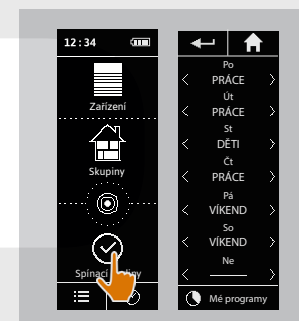 12:34
Zařízení
Skupiny
Spínací
Po
PRÁCE
Út
PRÁCE
St
DĚTI
Čt
PRÁCE
Pá
VÍKEND
So
VÍKEND
Ne
Mé programy